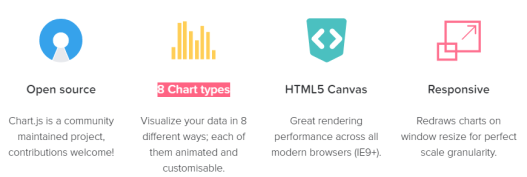 Open source
Chart.js is a community
maintained project,
contributions welcome!
8 Chart types
Visualize your data in 8
different ways; each of
them animated and
customisable.
HTML5 Canvas
Great rendering
performance across all
modern browsers (IE9+).
Responsive
Redraws charts on
window resize for perfect
scale granularity.